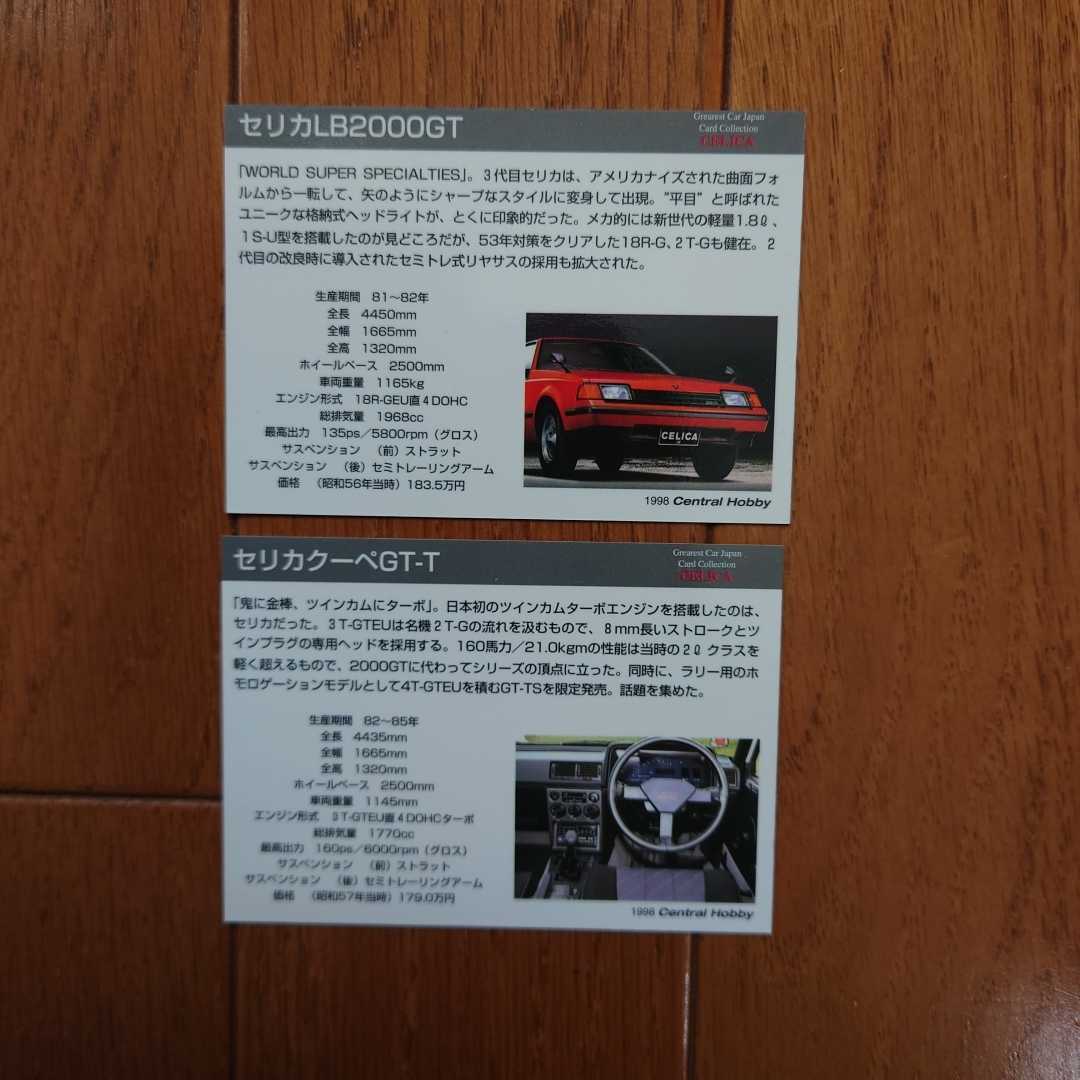 セリカLB2000GT
Grearest Car Japan
Card Collection
CELICA
「WORLD SUPER SPECIALTIES」。3代目セリカは、アメリカナイズされた曲面フォ
ルムから一転して、矢のようにシャープなスタイルに変身して出現。"平目"と呼ばれた
ユニークな格納式ヘッドライトが、とくに印象的だった。メカ的には新世代の軽量1.8ℓ、
1S-U型を搭載したのが見どころだが、53年対策をクリアした18R-G、2T-Gも健在。2
代目の改良時に導入されたセミトレ式リヤサスの採用も拡大された。
生産期間 81〜82年
全長 4450mm
全幅 1665mm
全高 1320mm
ホイールベース 2500mm
車両重量 1165kg
エンジン形式 18R-GEU直4DOHC
総排気量 1968cc
最高出力 135ps/5800rpm（グロス）
サスペンション （前）ストラット
サスペンション （後）セミトレーリングアーム
価格 （昭和56年当時）183.5万円
CELICA
1998 Central Hobby
セリカクーペGT-T
Grearest Car Japan
Card Collection
CELICA
「鬼に金棒、ツインカムにターボ」。日本初のツインカムターボエンジンを搭載したのは、
セリカだった。3T-GTEUは名機2T-Gの流れを汲むもので、8mm長いストロークとツ
インプラグの専用ヘッドを採用する。160馬力/21.0kgmの性能は当時の2ℓクラスを
軽く超えるもので、2000GTに代わってシリーズの頂点に立った。同時に、ラリー用のホ
モロゲーションモデルとして4T-GTEUを積むGT-TSを限定発売。話題を集めた。
生産期間 82〜85年
全長 4435mm
全幅 1665mm
全高 1320mm
ホイールベース 2500mm
車両重量 1145mm
エンジン形式 3T-GTEU直4DOHCターボ
総排気量 1770cc
最高出力 160ps/6000rpm（グロス）
サスペンション （前）ストラット
サスペンション （後）セミトレーリングアーム
価格 （昭和57年当時）179.0万円
1998 Central Hobby